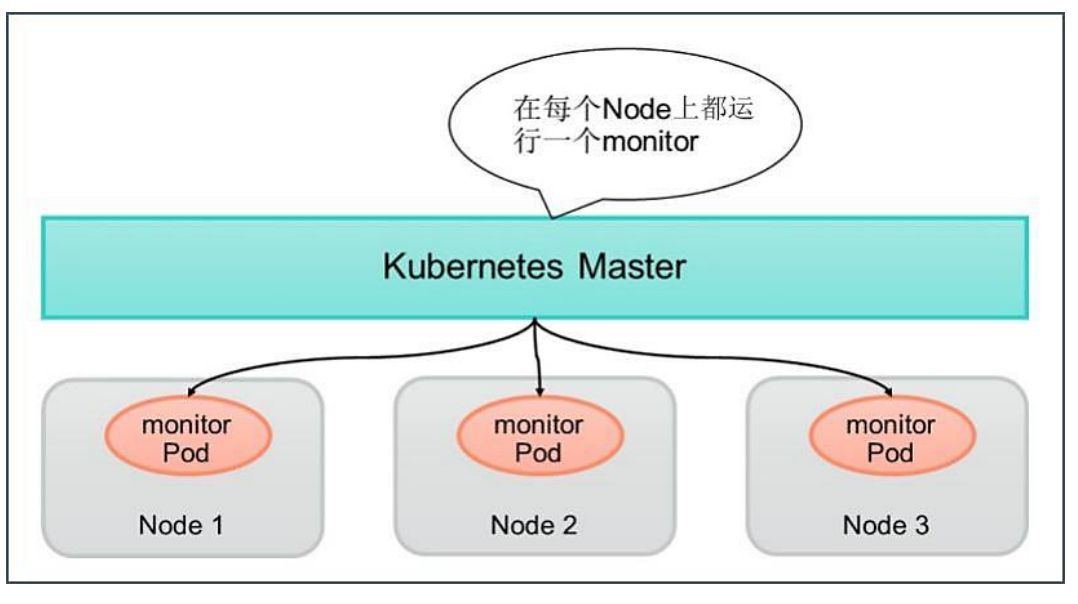 在每个Node上都运
行一个monitor
Kubernetes Master
monitor
Pod
Node 1
monitor
Pod
Node 2
monitor
Pod
Node 3